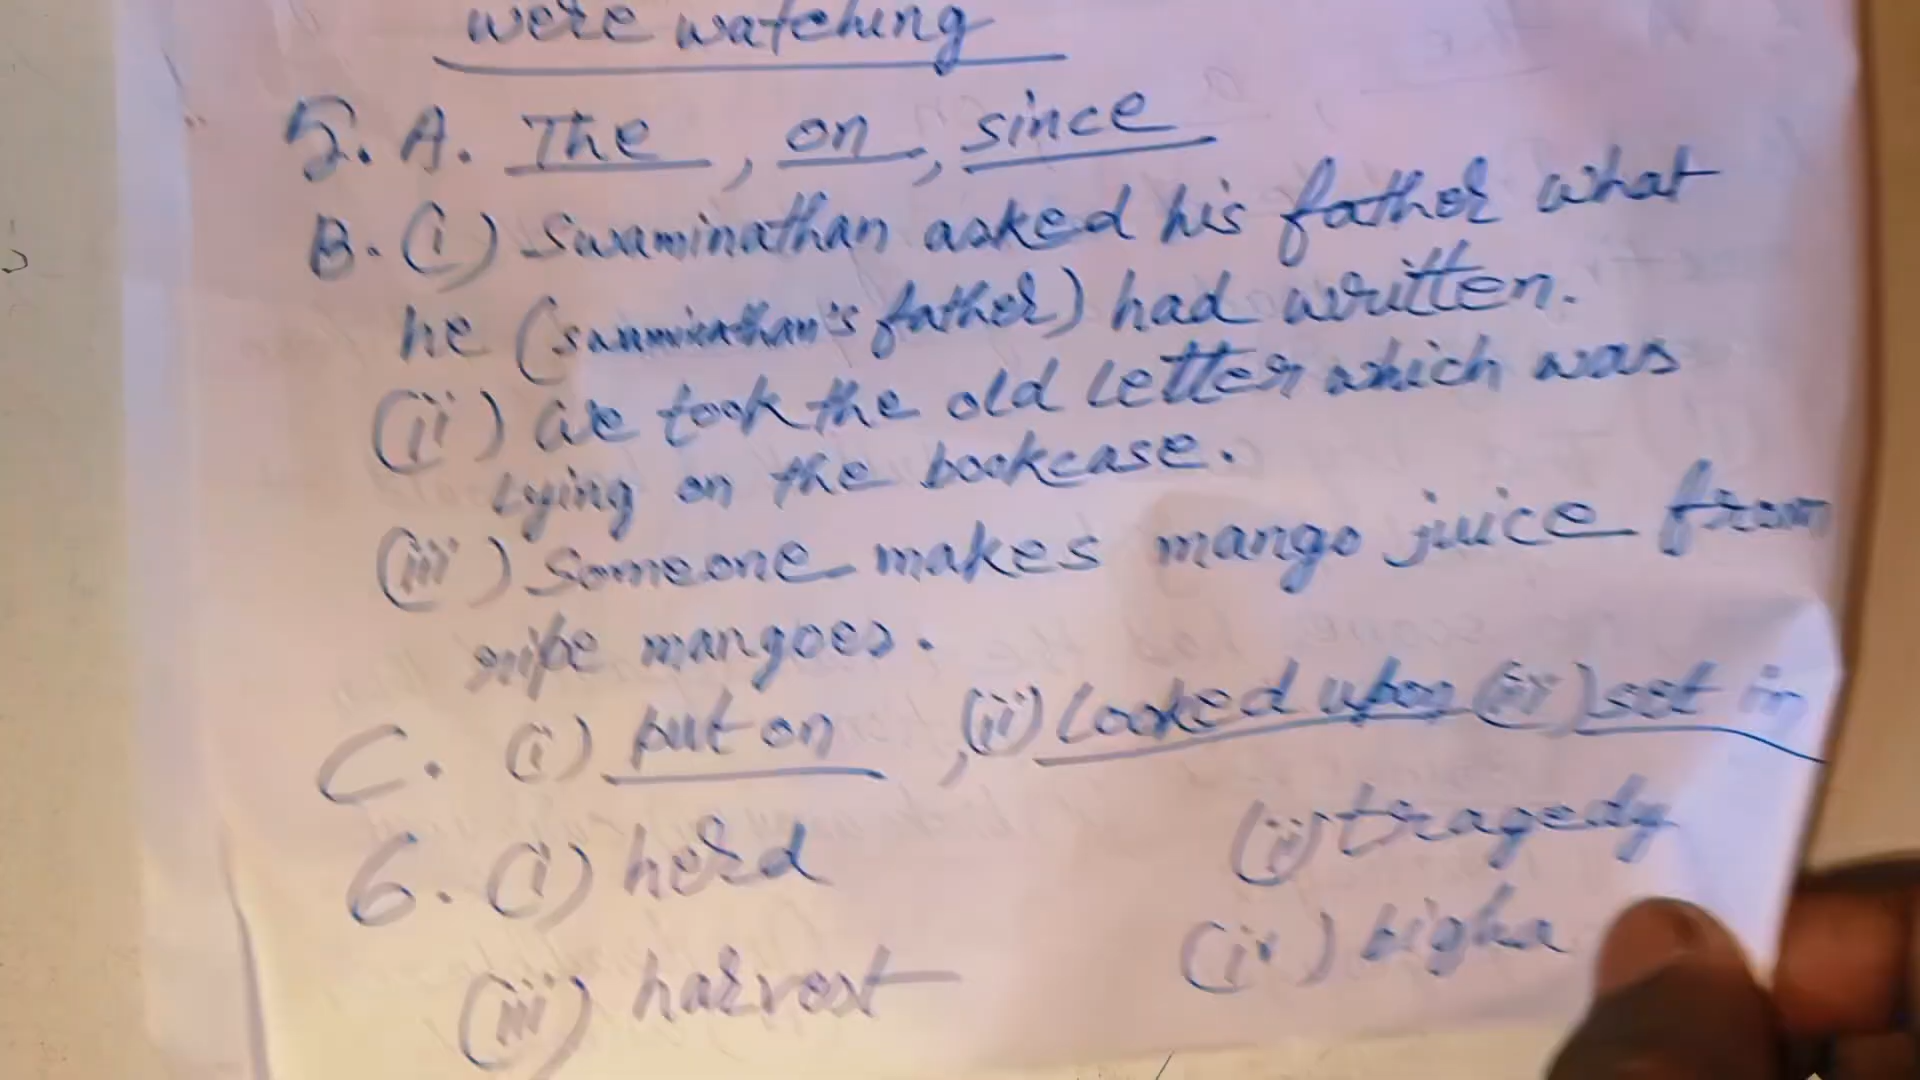 were watching
5. A. The, on, since
B. (i) Swaminathan asked his father what
he (swaminathan's father) had written.
(ii) We took the old letter which was
lying on the bookcase.
(iii) Someone makes mango juice from
ripe mangoes.
C. (i) put on, (ii) Looked upon (iii) set in
6. (i) herd (ii) tragedy
(iii) harvest (iv) bigha